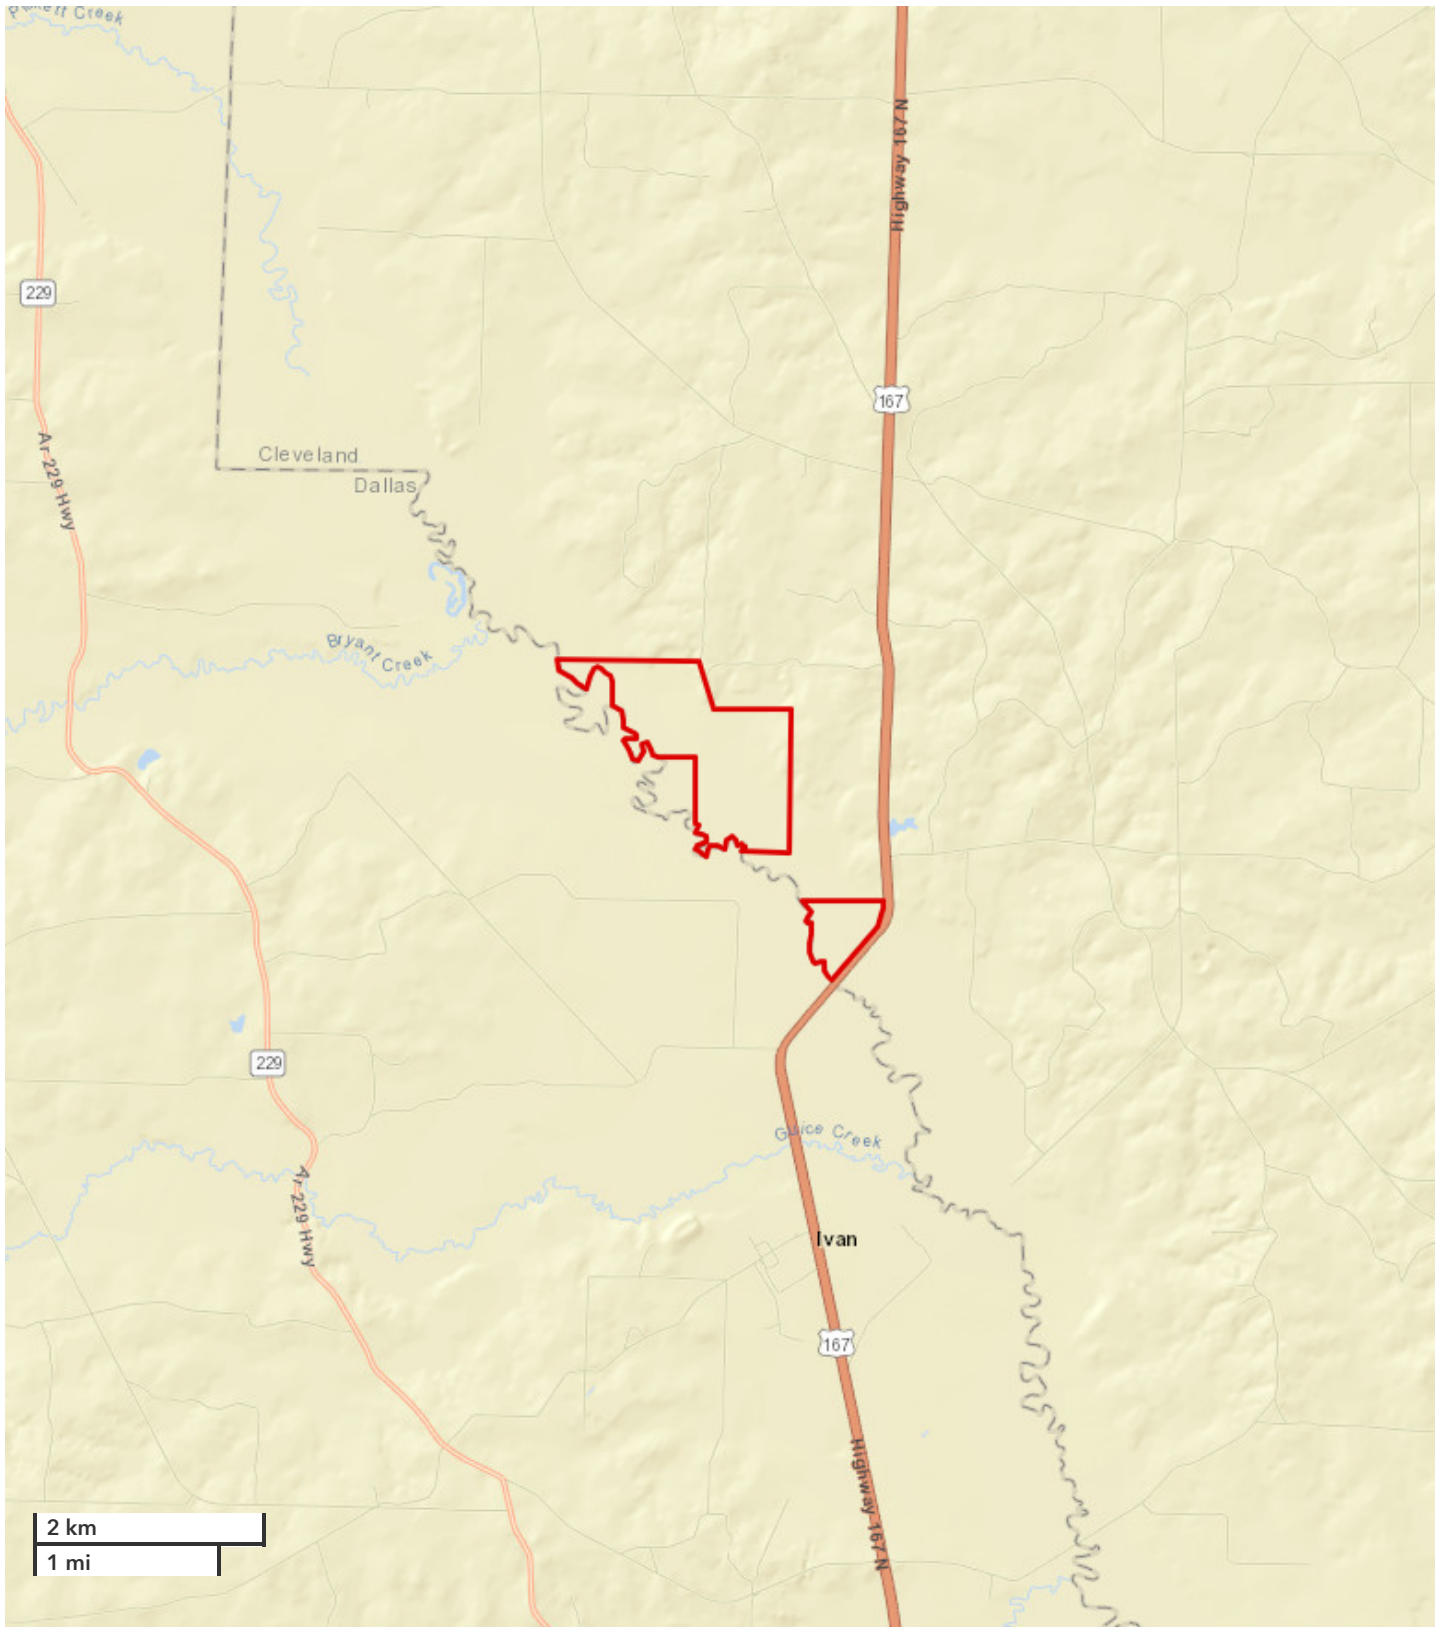 Creek
Highway 167 N
229
167
Ar 229 Hwy
Cleveland
Dallas
Bryant Creek
229
Guice Creek
Ar 229 Hwy
Ivan
167
Highway 167 N
2 km
1 mi